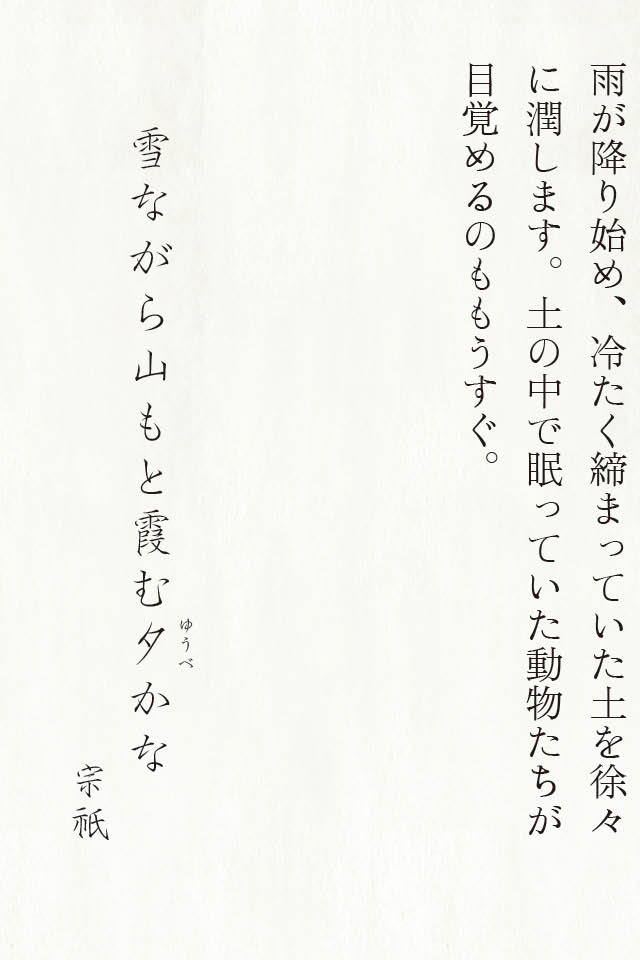 雨が降り始め、冷たく締まっていた土を徐々
に潤します。土の中で眠っていた動物たちが
目覚めるのももうすぐ。
ゆうべ
雪ながら山もと霞む夕かな
宗祇